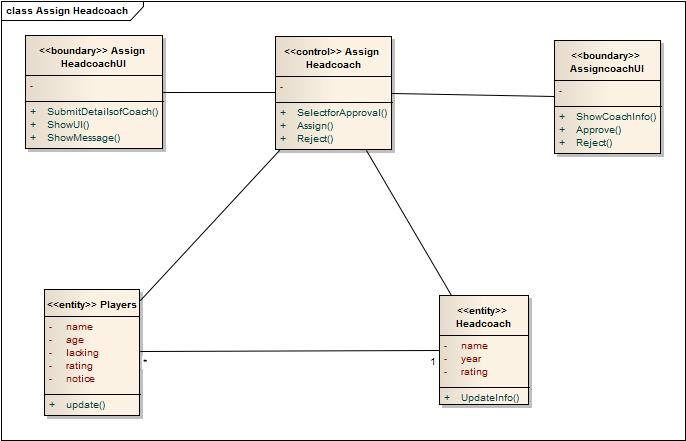 class Assign Headcoach
<<boundary>> Assign
HeadcoachUI
-
+ SubmitDetailsofCoach()
+ ShowUI()
+ ShowMessage()
<<control>> Assign
Headcoach
-
+ SelectforApproval()
+ Assign()
+ Reject()
<<boundary>>
AssigncoachUI
-
+ ShowCoachInfo()
+ Approve()
+ Reject()
<<entity>> Players
- name
- age
- lacking
- rating
- notice
+ update()
*
1
<<entity>>
Headcoach
- name
- year
- rating
+ UpdateInfo()